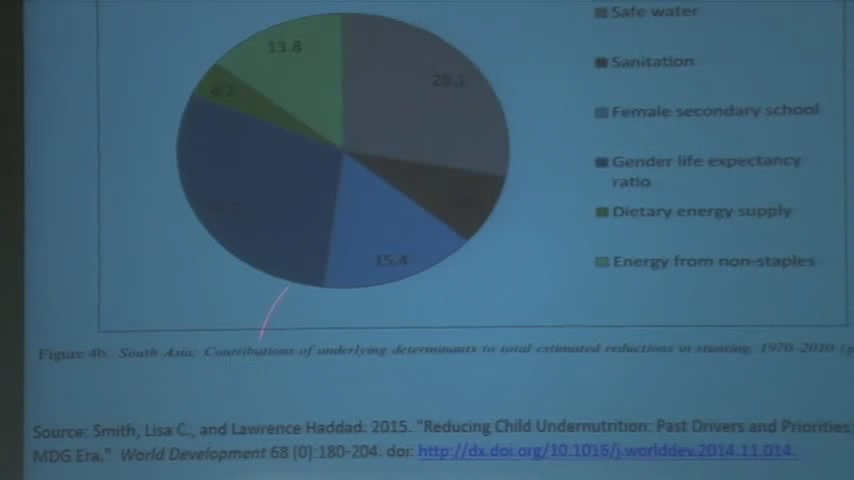 13.8
28.1
4.2
15.4
Safe water
Sanitation
Female secondary school
Gender life expectancy
ratio
Dietary energy supply
Energy from non-staples
Figure 4b. South Asia: Contributions of underlying determinants to total estimated reductions in stunting, 1970-2010 (
Source: Smith, Lisa C., and Lawrence Haddad. 2015. "Reducing Child Undernutrition: Past Drivers and Priorities
MDG Era." World Development 68 (0):180-204. doi: http://dx.doi.org/10.1016/j.worlddev.2014.11.014.